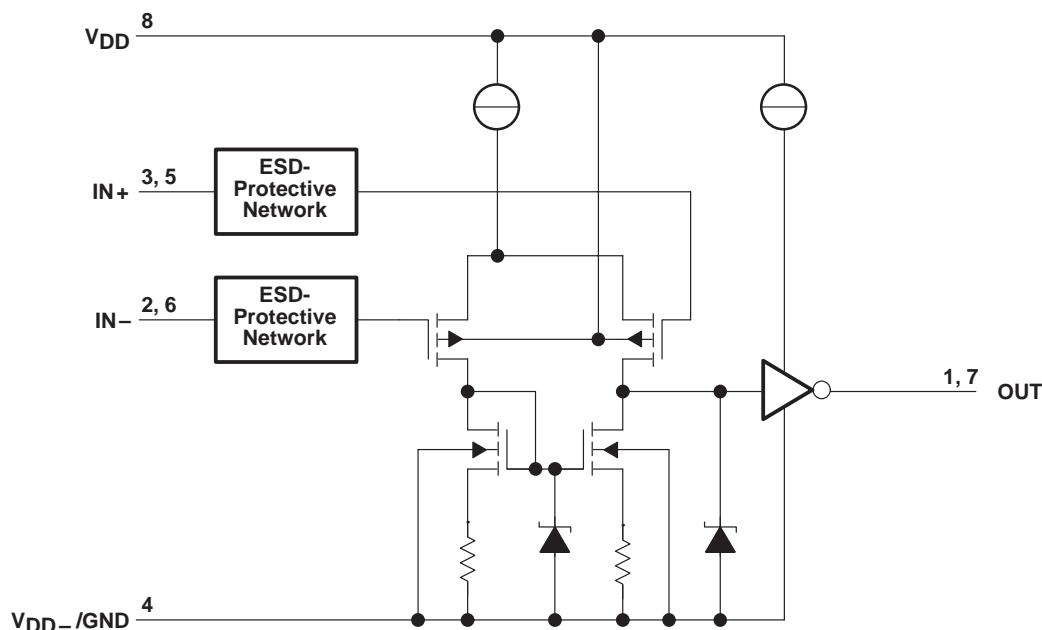 8
VDD
ESD-
Protective
Network
3, 5
IN+
ESD-
Protective
Network
2, 6
IN–
1, 7
OUT
4
VDD–/GND